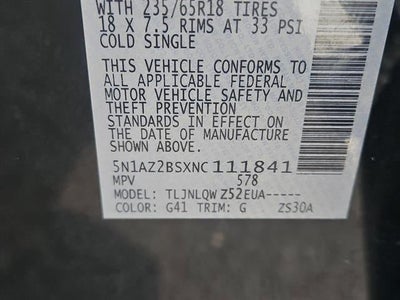 WITH 235/65R18 TIRES
18 X 7.5 RIMS AT 33 PSI
COLD SINGLE
THIS VEHICLE CONFORMS TO
ALL APPLICABLE FEDERAL
MOTOR VEHICLE SAFETY AND
THEFT PREVENTION
STANDARDS IN EFFECT ON
THE DATE OF MANUFACTURE
SHOWN ABOVE.
5N1AZ2BSXNC111841
MPV 578
MODEL: TLJNLQW Z52EUA-----
COLOR: G41 TRIM: G ZS30A